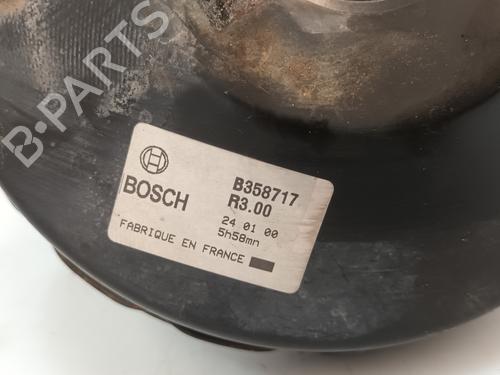 B-PARTS
BOSCH
B358717
R3.00
24 01 00
5h58mn
FABRIQUE EN FRANCE